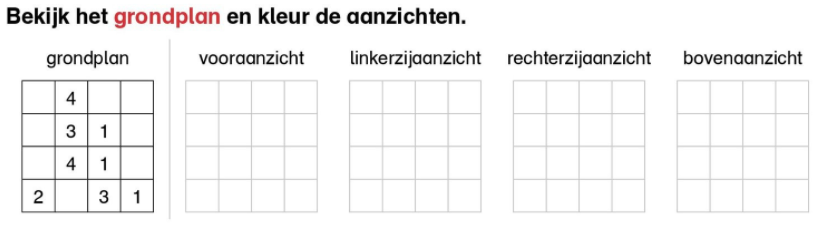 Bekijk het grondplan en kleur de aanzichten.
grondplan vooraanzicht linkerzijaanzicht rechterzijaanzicht bovenaanzicht
4
3 1
4 1
2 3 1